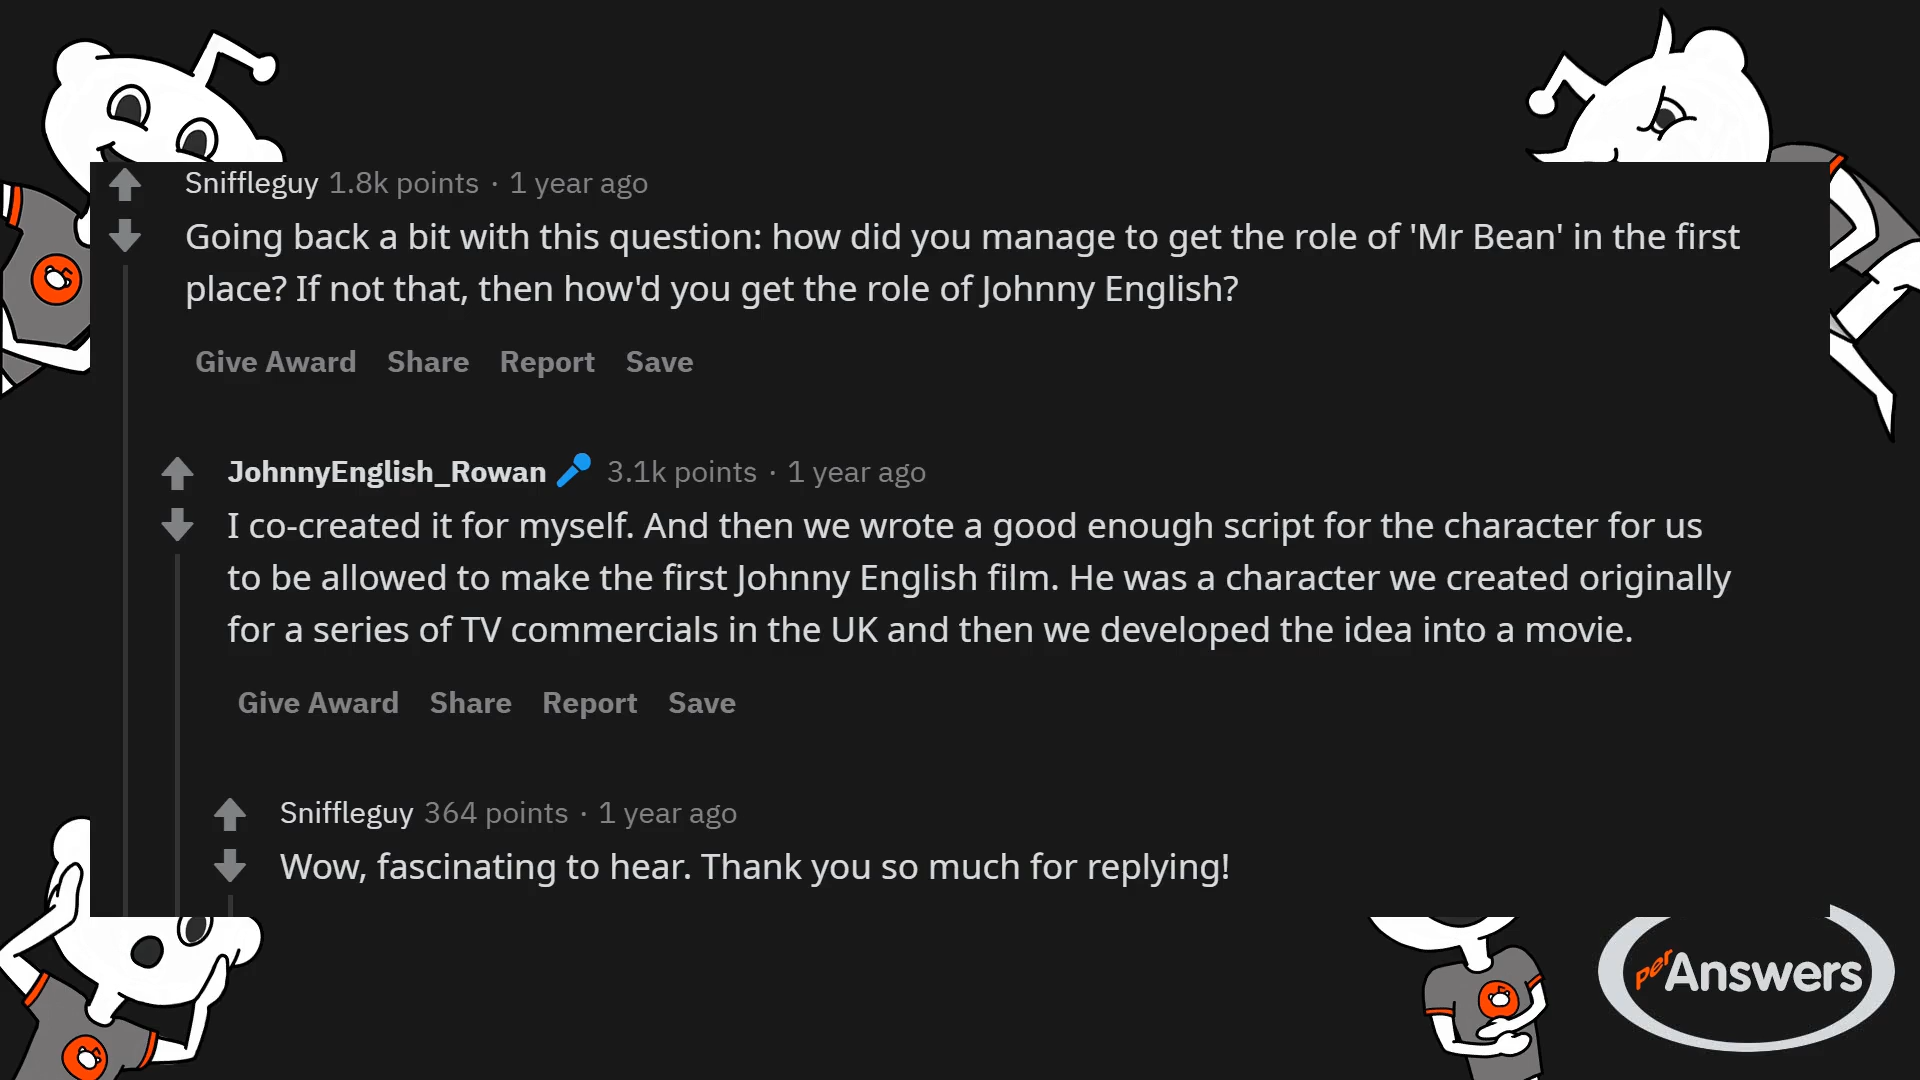 Sniffleguy 1.8k points · 1 year ago
Going back a bit with this question: how did you manage to get the role of 'Mr Bean' in the first
place? If not that, then how'd you get the role of Johnny English?
Give Award Share Report Save
JohnnyEnglish_Rowan 3.1k points · 1 year ago
I co-created it for myself. And then we wrote a good enough script for the character for us
to be allowed to make the first Johnny English film. He was a character we created originally
for a series of TV commercials in the UK and then we developed the idea into a movie.
Give Award Share Report Save
Sniffleguy 364 points · 1 year ago
Wow, fascinating to hear. Thank you so much for replying!
perAnswers